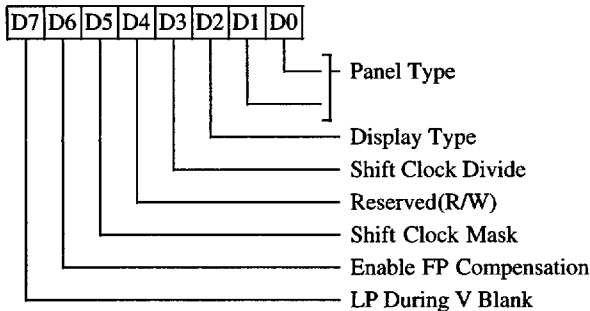 D7 D6 D5 D4 D3 D2 D1 D0
Panel Type
Display Type
Shift Clock Divide
Reserved(R/W)
Shift Clock Mask
Enable FP Compensation
LP During V Blank